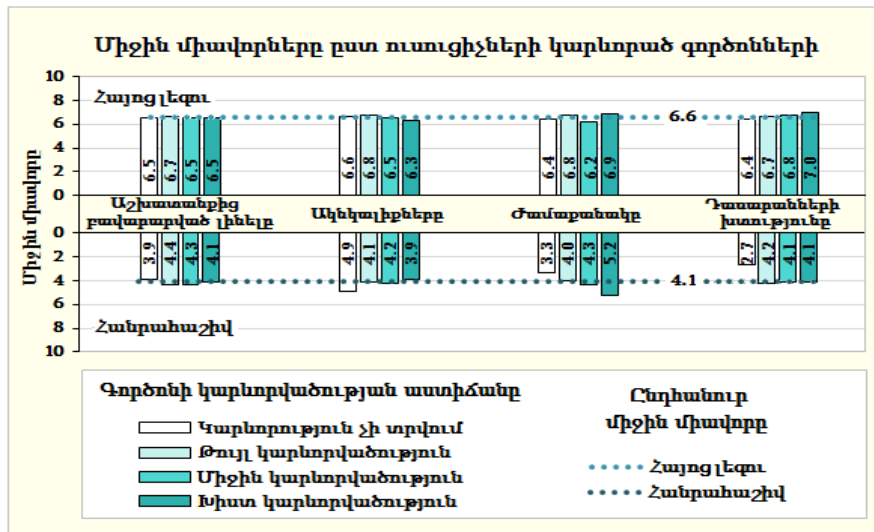 Միջին միավորները ըստ ուսուցիչների կարևորած գործոնների
Միջին միավորը
10
8
6
4
2
0
Հայոց լեզու
6.5 6.7 6.5 6.5 6.6 6.8 6.5 6.3 6.4 6.8 6.2 6.9 6.4 6.7 6.8 7.0
6.6
Աշխատանքից
բավարարված լինելը
Ակնկալիքները
Ժամաքանակը
Դասարանների
խտությունը
0
2
4
6
8
10
3.9 4.4 4.3 4.1 4.9 4.1 4.2 3.9 3.3 4.0 4.3 5.2 2.7 4.2 4.1 4.1
4.1
Հանրահաշիվ
Գործոնի կարևորվածության աստիճանը
Կարևորություն չի տրվում
Թույլ կարևորվածություն
Միջին կարևորվածություն
Խիստ կարևորվածություն
Ընդհանուր
միջին միավորը
Հայոց լեզու
Հանրահաշիվ